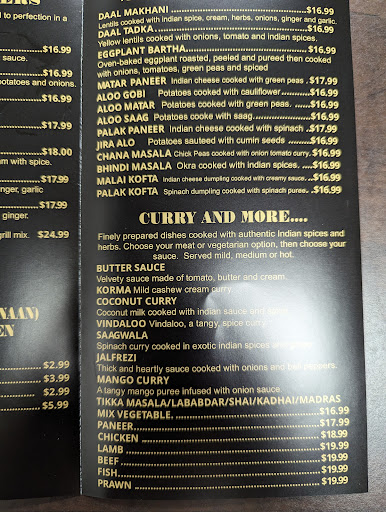 ERS
d to perfection in a
$16.99
sauce.
$16.99
potatoes and onions.
$16.99
$17.99
$18.00
am with spice.
$17.99
nger, garlic
$17.99
ginger.
grill mix. $24.99
NAAN)
EN
$2.99
$3.99
$2.99
$5.99
DAAL MAKHANI $16.99
Lentils cooked with indian spice, cream, herbs, onions, ginger and garlic.
DAAL TADKA $16.99
Yellow lentils cooked with onions, tomato and indian spices.
EGGPLANT BARTHA $16.99
Oven-baked eggplant roasted, peeled and pureed then cooked
with onions, tomatoes, green peas and spiced
MATAR PANEER Indian cheese cooked with green peas .$17.99
ALOO GOBI Potatoes cooked with cauliflower $16.99
ALOO MATAR Potatoes cooked with green peas. $16.99
ALOO SAAG Potatoes cooke with saag $16.99
PALAK PANEER Indian cheese cooked with spinach .$17.99
JIRA ALO Potatoes sauteed with cumin seeds $16.99
CHANA MASALA Chick Peas cooked with onion tomato curry. $16.99
BHINDI MASALA Okra cooked with indian spices. $16.99
MALAI KOFTA Indian cheese dumpling cooked with creamy sauce $16.99
PALAK KOFTA Spinach dumpling cooked with spinach puree. .$16.99
CURRY AND MORE....
Finely prepared dishes cooked with authentic Indian spices and
herbs. Choose your meat or vegetarian option, then choose your
sauce. Served mild, medium or hot.
BUTTER SAUCE
Velvety sauce made of tomato, butter and cream.
KORMA Mild cashew cream curry
COCONUT CURRY
Coconut milk cooked with indian sauce and
VINDALOO Vindaloo, a tangy, spice curry
SAAGWALA
Spinach curry cooked in exotic indian spices and
JALFREZI
Thick and heartly sauce cooked with onions and bell peppers.
MANGO CURRY
A tangy mango puree infused with onion sauce
TIKKA MASALA/LABABDAR/SHAI/KADHAI/MADRAS
MIX VEGETABLE $16.99
PANEER $17.99
CHICKEN $18.99
LAMB $19.99
BEEF $19.99
FISH $19.99
PRAWN $19.99